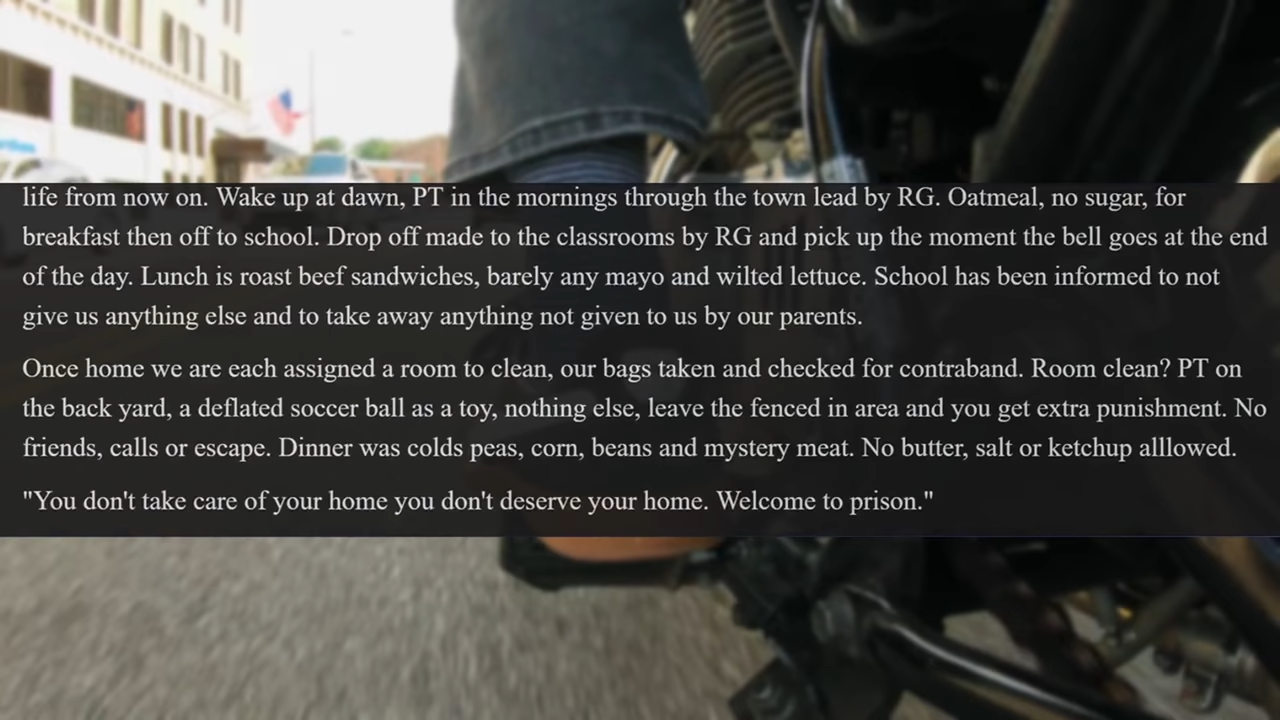 life from now on. Wake up at dawn, PT in the mornings through the town lead by RG. Oatmeal, no sugar, for
breakfast then off to school. Drop off made to the classrooms by RG and pick up the moment the bell goes at the end
of the day. Lunch is roast beef sandwiches, barely any mayo and wilted lettuce. School has been informed to not
give us anything else and to take away anything not given to us by our parents.
Once home we are each assigned a room to clean, our bags taken and checked for contraband. Room clean? PT on
the back yard, a deflated soccer ball as a toy, nothing else, leave the fenced in area and you get extra punishment. No
friends, calls or escape. Dinner was colds peas, corn, beans and mystery meat. No butter, salt or ketchup alllowed.
"You don't take care of your home you don't deserve your home. Welcome to prison."